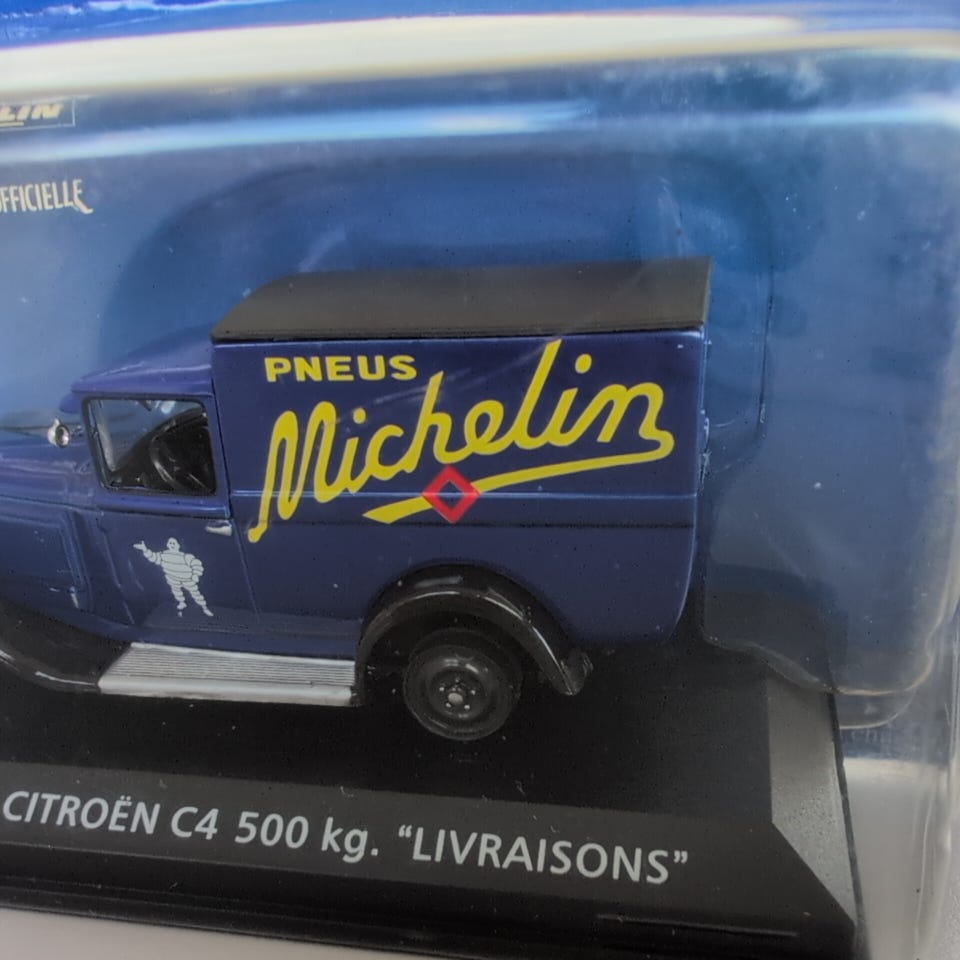 OFFICIELLE
PNEUS
Michelin
CITROËN C4 500 kg. “LIVRAISONS”